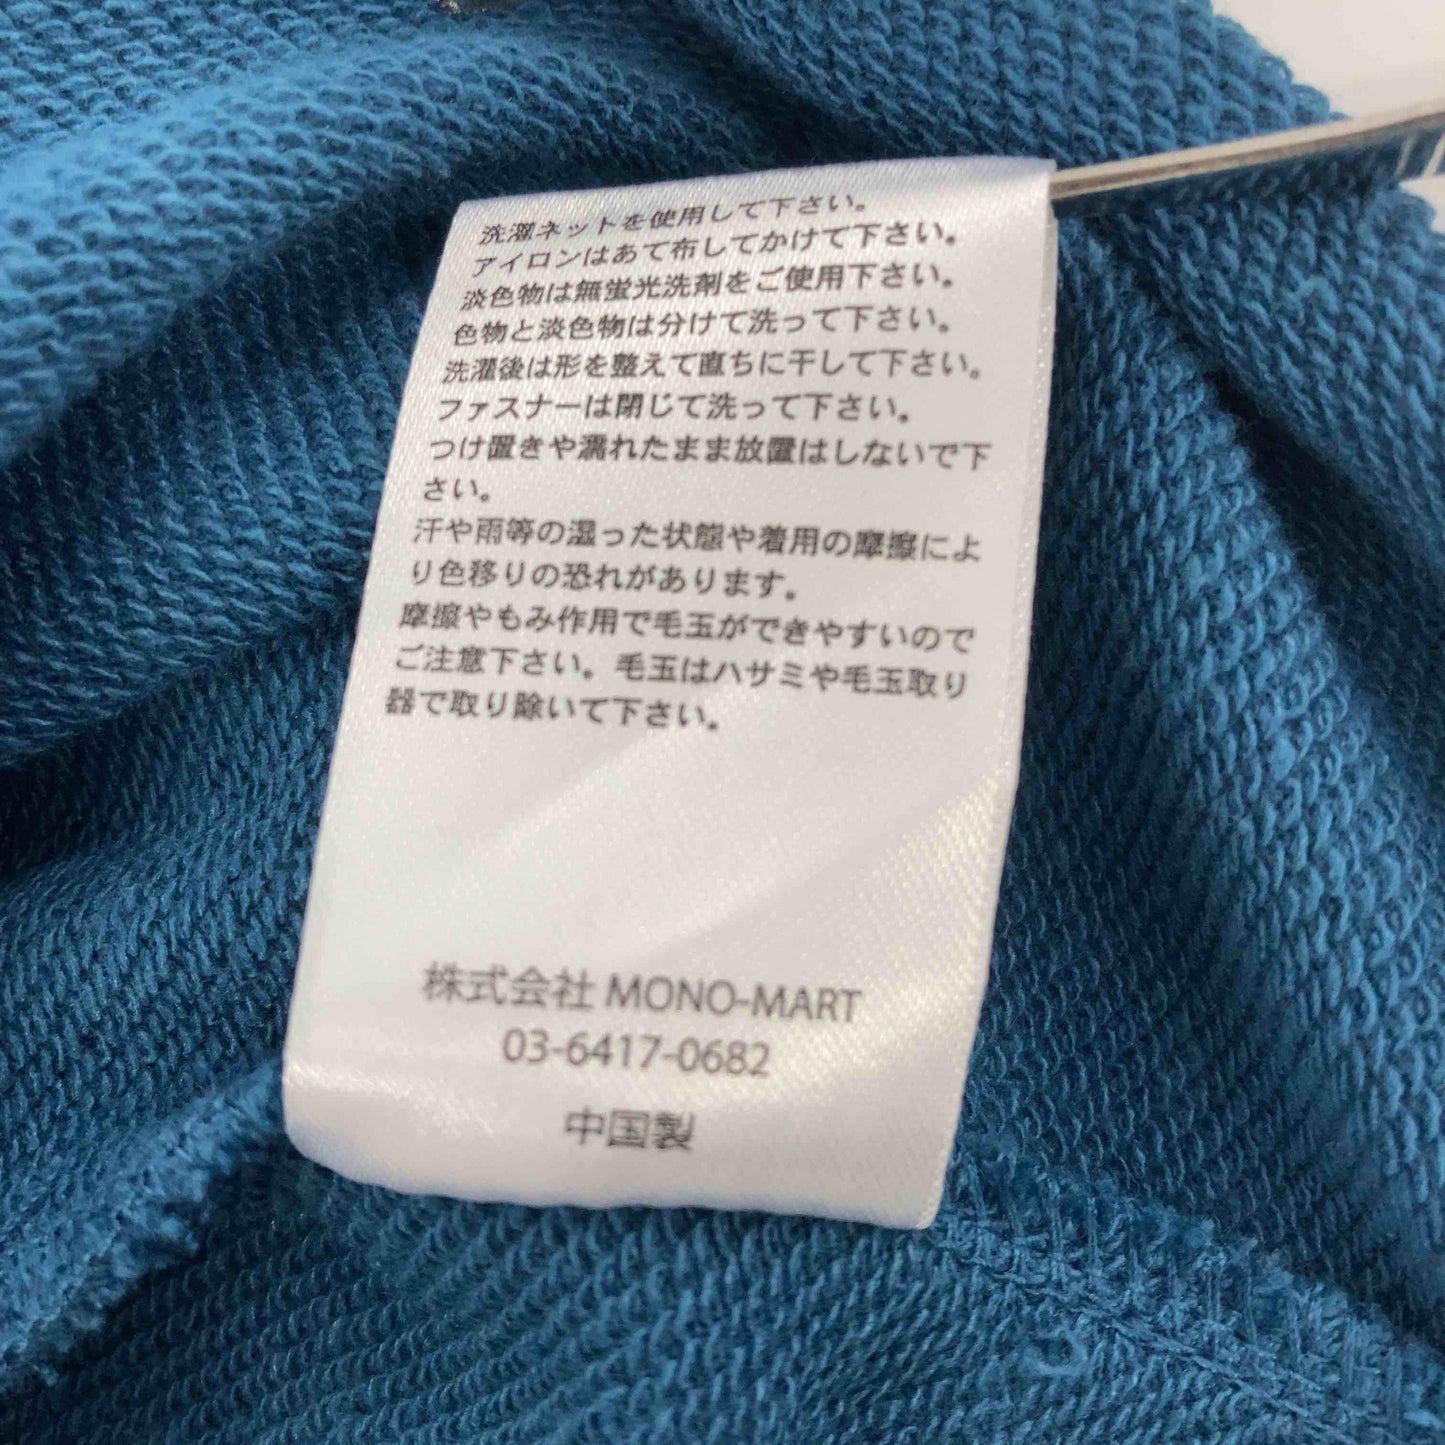 洗濯ネットを使用して下さい。
アイロンはあて布してかけて下さい。
淡色物は無蛍光洗剤をご使用下さい。
色物と淡色物は分けて洗って下さい。
洗濯後は形を整えて直ちに干して下さい。
ファスナーは閉じて洗って下さい。
つけ置きや濡れたまま放置はしないで下
さい。
汗や雨等の湿った状態や着用の摩擦によ
り色移りの恐れがあります。
摩擦やもみ作用で毛玉ができやすいので
ご注意下さい。毛玉はハサミや毛玉取り
器で取り除いて下さい。
株式会社 MONO-MART
03-6417-0682
中国製